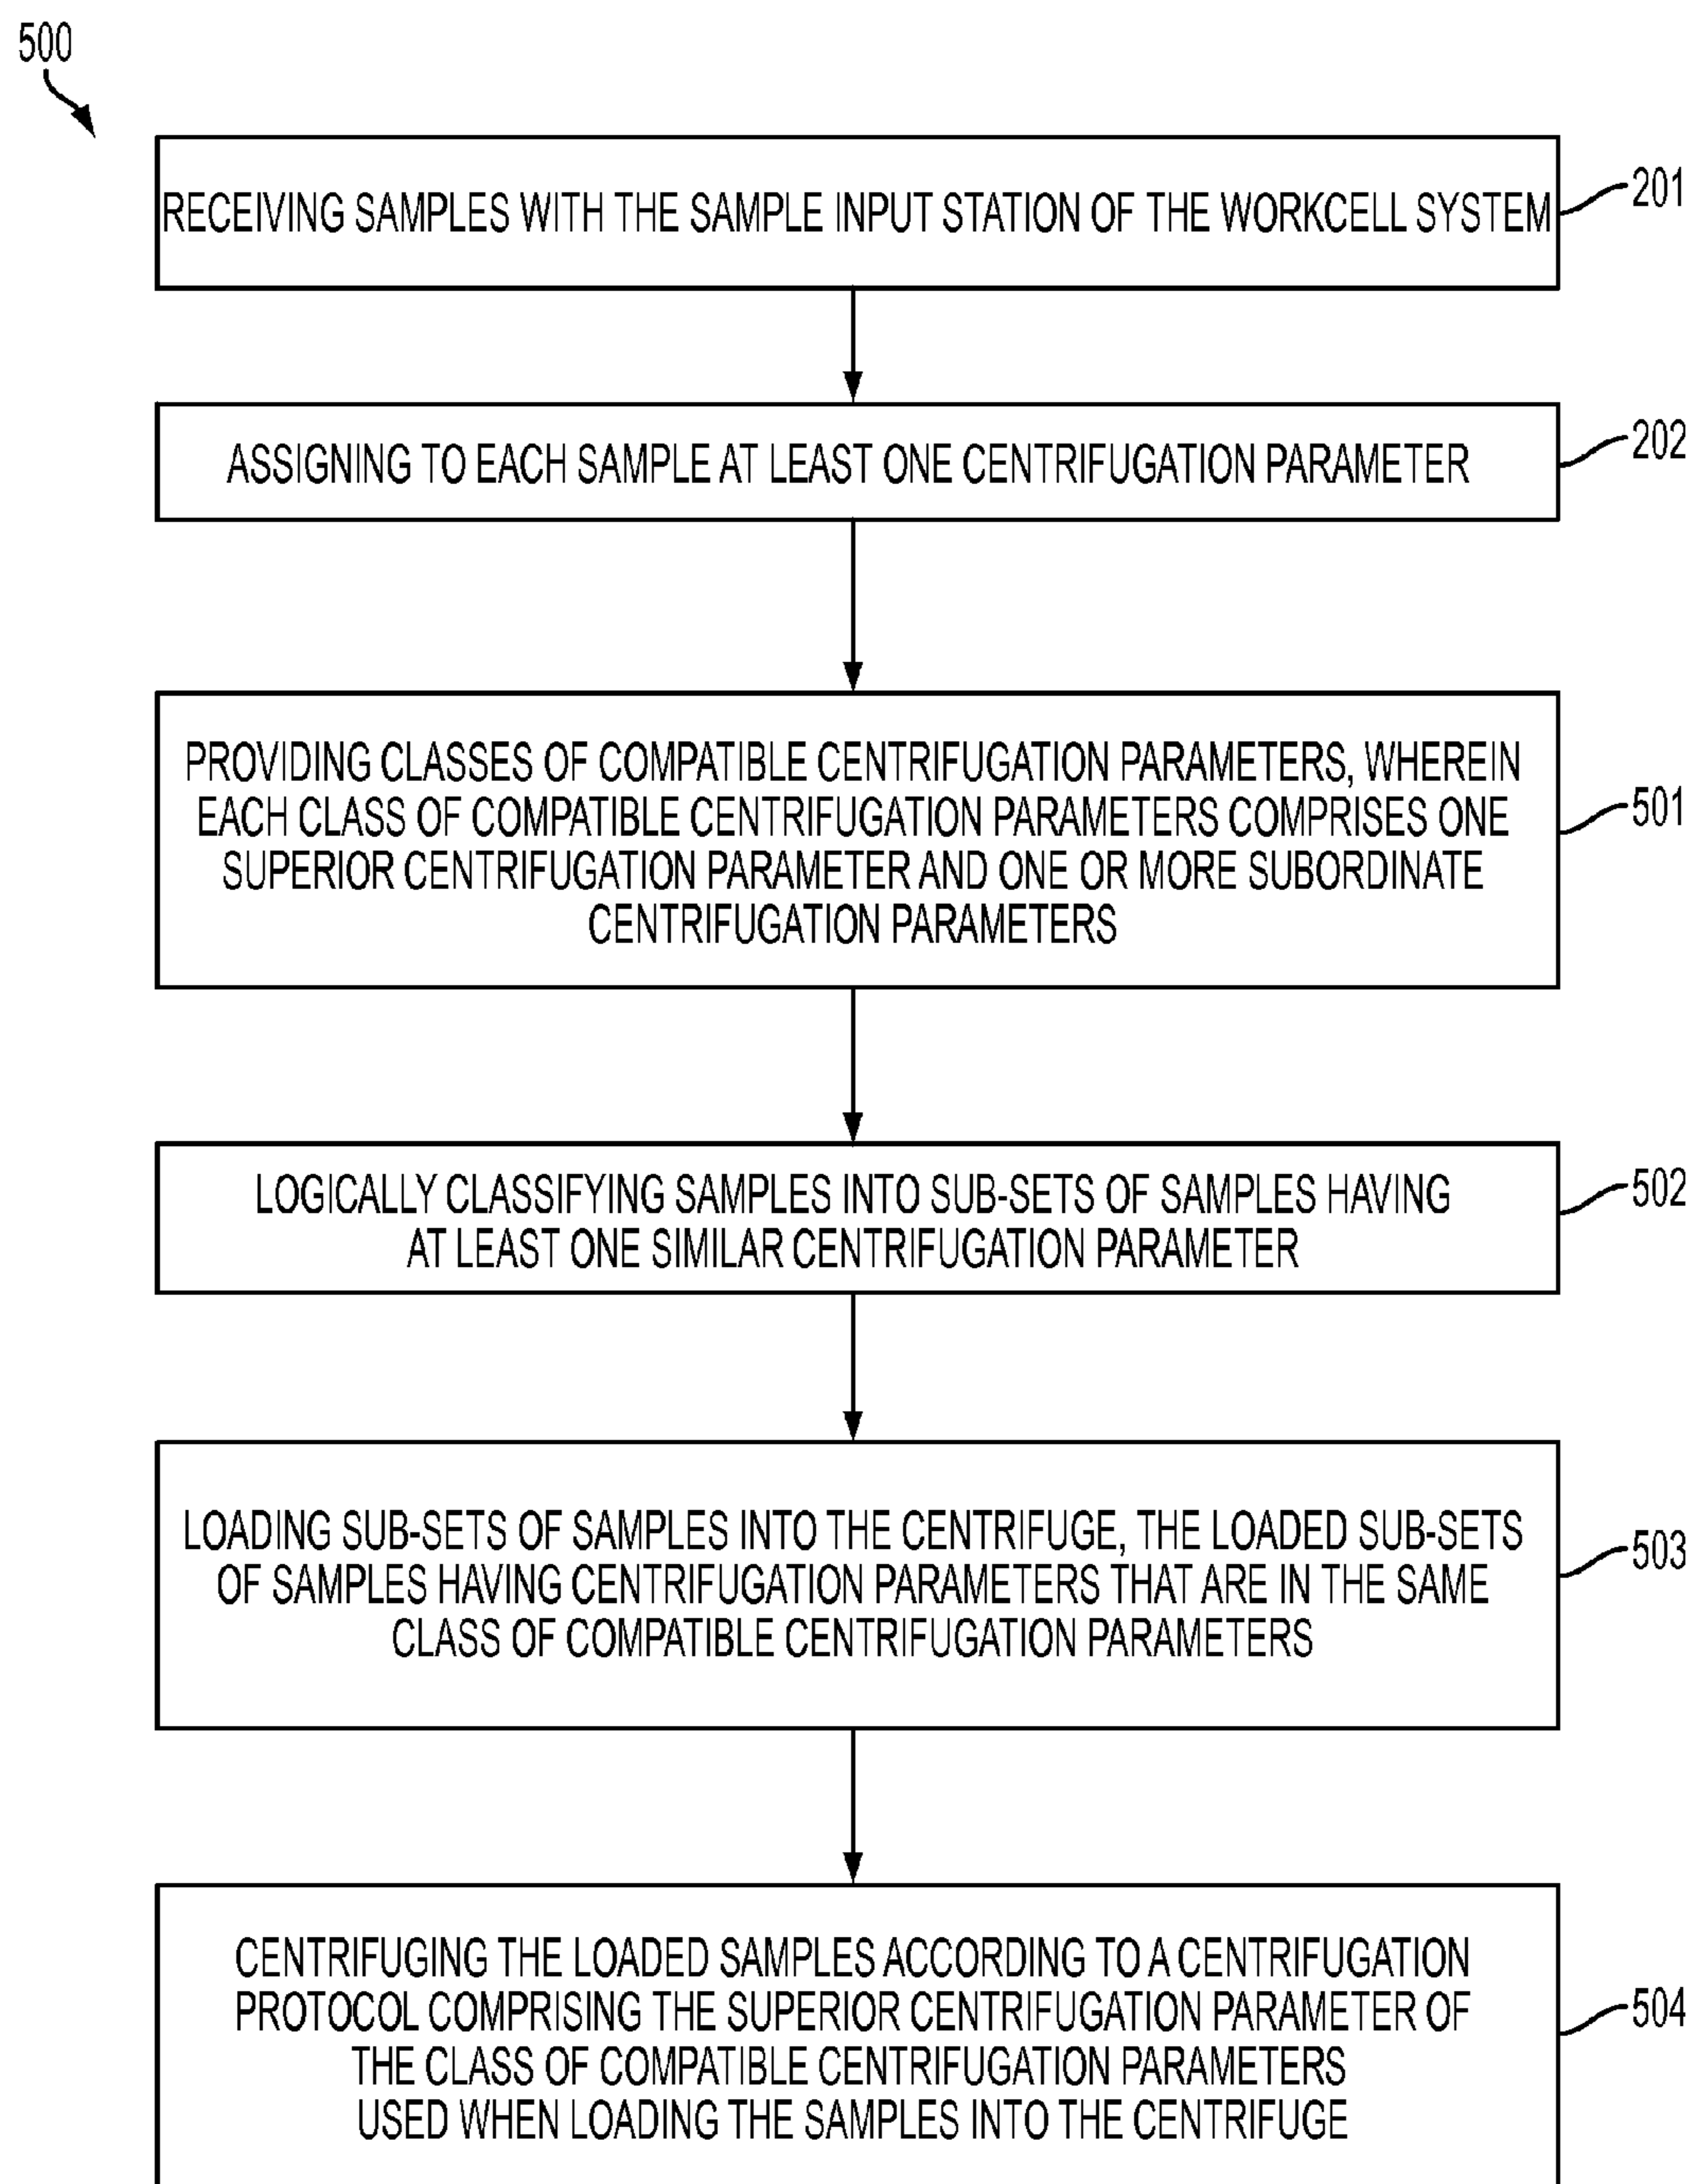 500
RECEIVING SAMPLES WITH THE SAMPLE INPUT STATION OF THE WORKCELL SYSTEM
201
ASSIGNING TO EACH SAMPLE AT LEAST ONE CENTRIFUGATION PARAMETER
202
PROVIDING CLASSES OF COMPATIBLE CENTRIFUGATION PARAMETERS, WHEREIN
EACH CLASS OF COMPATIBLE CENTRIFUGATION PARAMETERS COMPRISES ONE
SUPERIOR CENTRIFUGATION PARAMETER AND ONE OR MORE SUBORDINATE
CENTRIFUGATION PARAMETERS
501
LOGICALLY CLASSIFYING SAMPLES INTO SUB-SETS OF SAMPLES HAVING
AT LEAST ONE SIMILAR CENTRIFUGATION PARAMETER
502
LOADING SUB-SETS OF SAMPLES INTO THE CENTRIFUGE, THE LOADED SUB-SETS
OF SAMPLES HAVING CENTRIFUGATION PARAMETERS THAT ARE IN THE SAME
CLASS OF COMPATIBLE CENTRIFUGATION PARAMETERS
503
CENTRIFUGING THE LOADED SAMPLES ACCORDING TO A CENTRIFUGATION
PROTOCOL COMPRISING THE SUPERIOR CENTRIFUGATION PARAMETER OF
THE CLASS OF COMPATIBLE CENTRIFUGATION PARAMETERS
USED WHEN LOADING THE SAMPLES INTO THE CENTRIFUGE
504